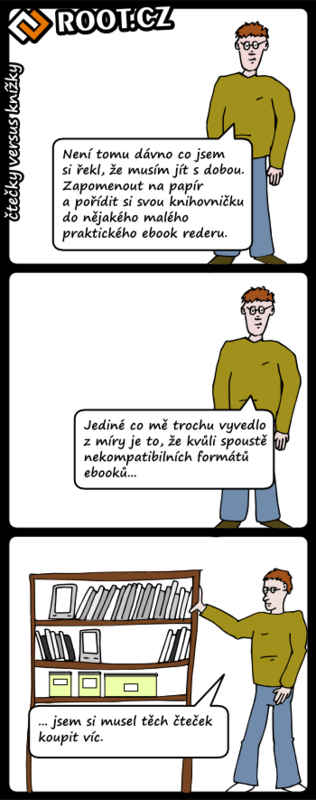 ROOT.CZ
čtečky versus knížky
Není tomu dávno co jsem
si řekl, že musím jít s dobou.
Zapomenout na papír
a pořídit si svou knihovničku
do nějakého malého
praktického ebook rederu.
Jediné co mě trochu vyvedlo
z míry je to, že kvůli spoustě
nekompatibilních formátů
ebooků...
... jsem si musel těch čteček
koupit víc.